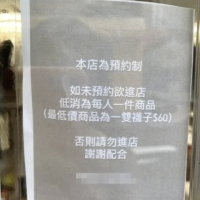 本店為預約制
如未預約欲進店
低消為每人一件商品
(最低價商品為一雙襪子$60)
否則請勿進店
謝謝配合